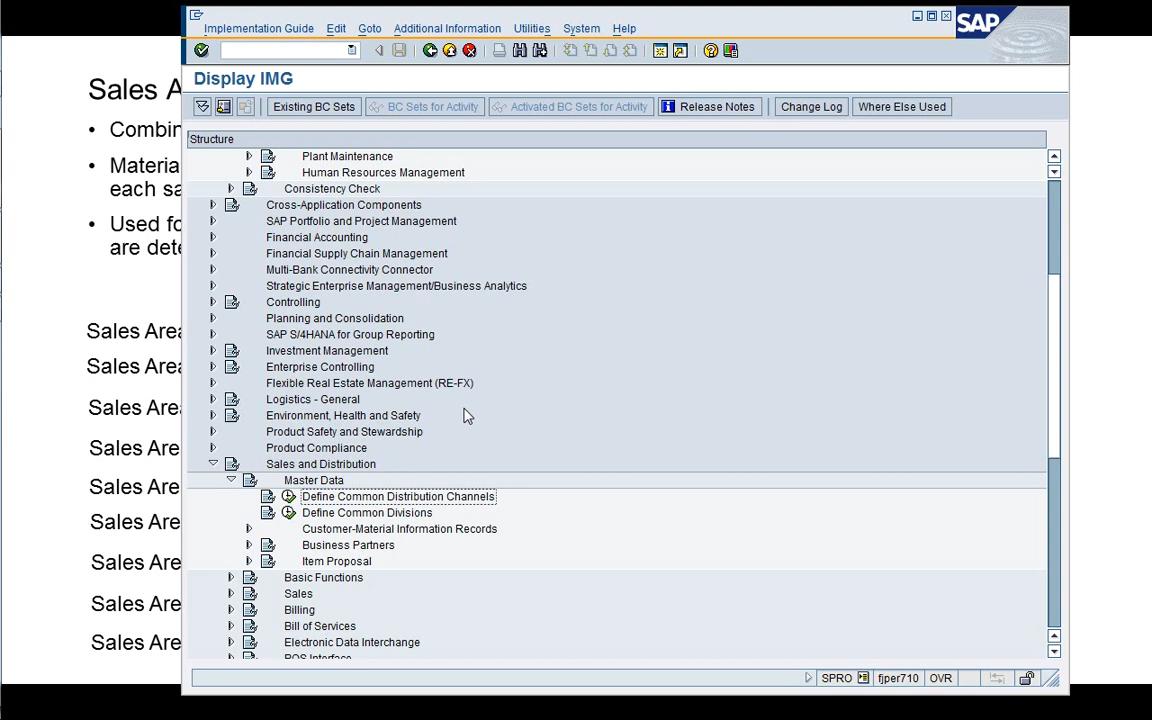 Implementation Guide Edit Goto Additional Information Utilities System Help
SAP
Display IMG
Existing BC Sets BC Sets for Activity Activated BC Sets for Activity Release Notes Change Log Where Else Used
Structure
Plant Maintenance
Human Resources Management
Consistency Check
Cross-Application Components
SAP Portfolio and Project Management
Financial Accounting
Financial Supply Chain Management
Multi-Bank Connectivity Connector
Strategic Enterprise Management/Business Analytics
Controlling
Planning and Consolidation
SAP S/4HANA for Group Reporting
Investment Management
Enterprise Controlling
Flexible Real Estate Management (RE-FX)
Logistics - General
Environment, Health and Safety
Product Safety and Stewardship
Product Compliance
Sales and Distribution
Master Data
Define Common Distribution Channels
Define Common Divisions
Customer-Material Information Records
Business Partners
Item Proposal
Basic Functions
Sales
Billing
Bill of Services
Electronic Data Interchange
POS Interface
SPRO fjper710 OVR
Sales A
• Combin
• Materia
each sa
• Used fo
are dete
Sales Area
Sales Area
Sales Are
Sales Are
Sales Are
Sales Are
Sales Are
Sales Are
Sales Are